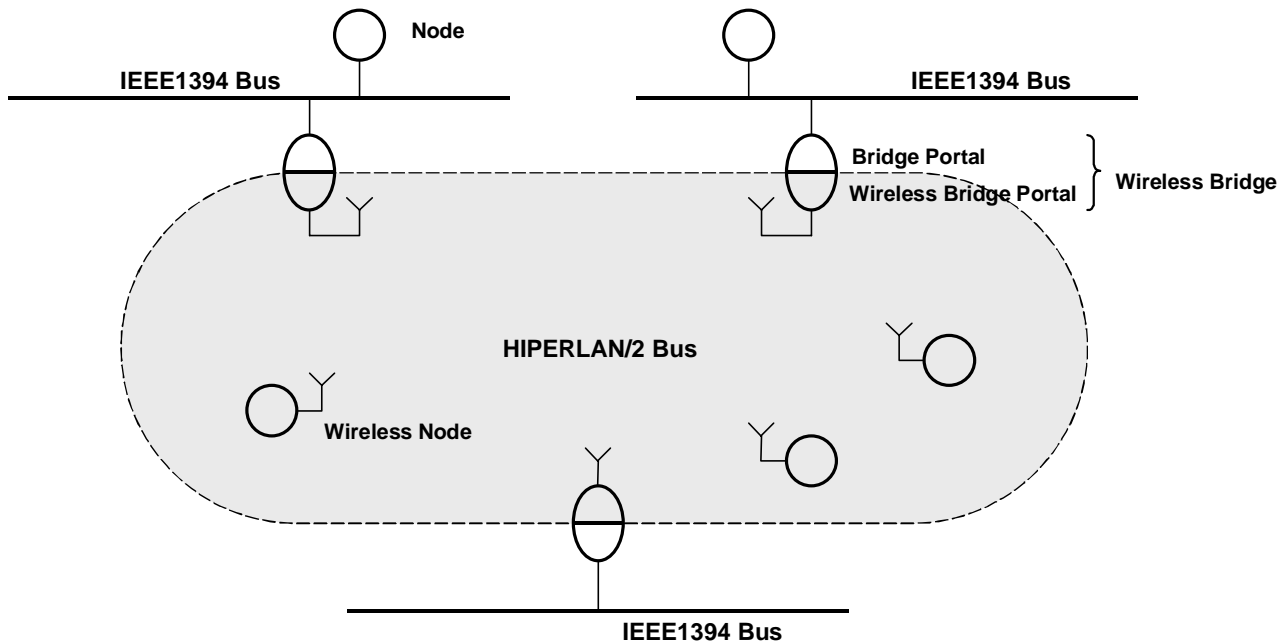 Node
IEEE1394 Bus
IEEE1394 Bus
Bridge Portal
Wireless Bridge Portal
Wireless Bridge
HIPERLAN/2 Bus
Wireless Node
IEEE1394 Bus